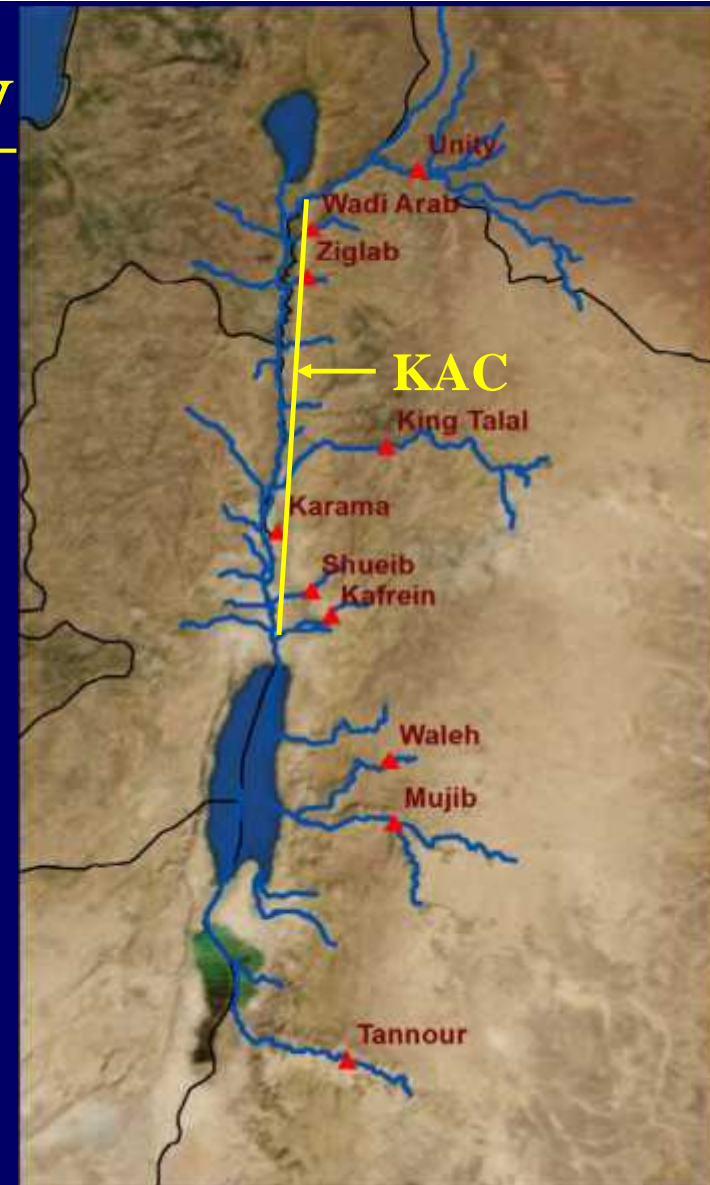 Unity
Wadi Arab
Ziglab
KAC
King Talal
Karama
Shueib
Kafrein
Waleh
Mujib
Tannour